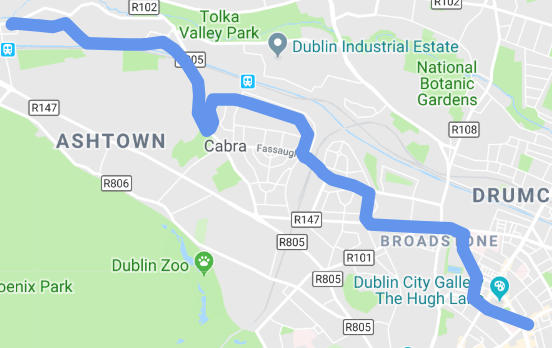 R102
R102
Tolka
Valley Park
Dublin Industrial Estate
R805
National
Botanic
Gardens
R147
R108
ASHTOWN
Cabra
Fassaugh
R806
DRUMC
R147
R805
BROADSTONE
R101
Dublin Zoo
R805
Dublin City Galle
The Hugh La
oenix Park
R805